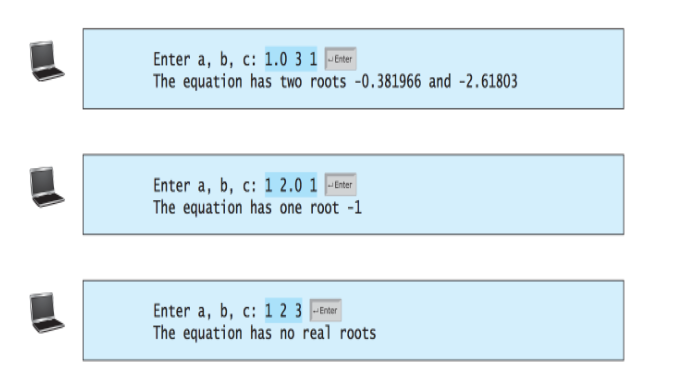 Enter a, b, c: 1.0 3 1 ↵Enter
The equation has two roots -0.381966 and -2.61803
Enter a, b, c: 1 2.0 1 ↵Enter
The equation has one root -1
Enter a, b, c: 1 2 3 ↵Enter
The equation has no real roots